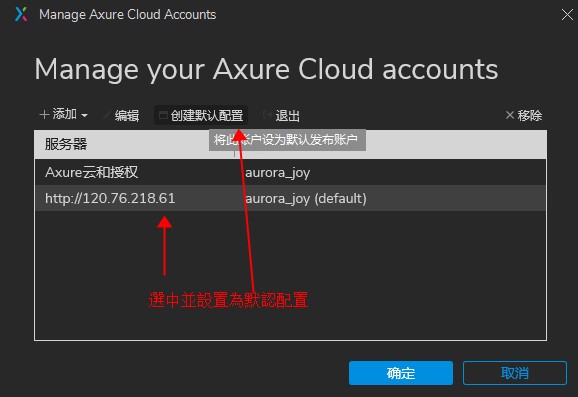 Manage Axure Cloud Accounts
Manage your Axure Cloud accounts
添加 编辑 创建默认配置 退出 移除
服务器
将此账户设为默认发布账户
Axure云和授权 aurora_joy
http://120.76.218.61 aurora_joy (default)
選中並設置為默認配置
确定 取消